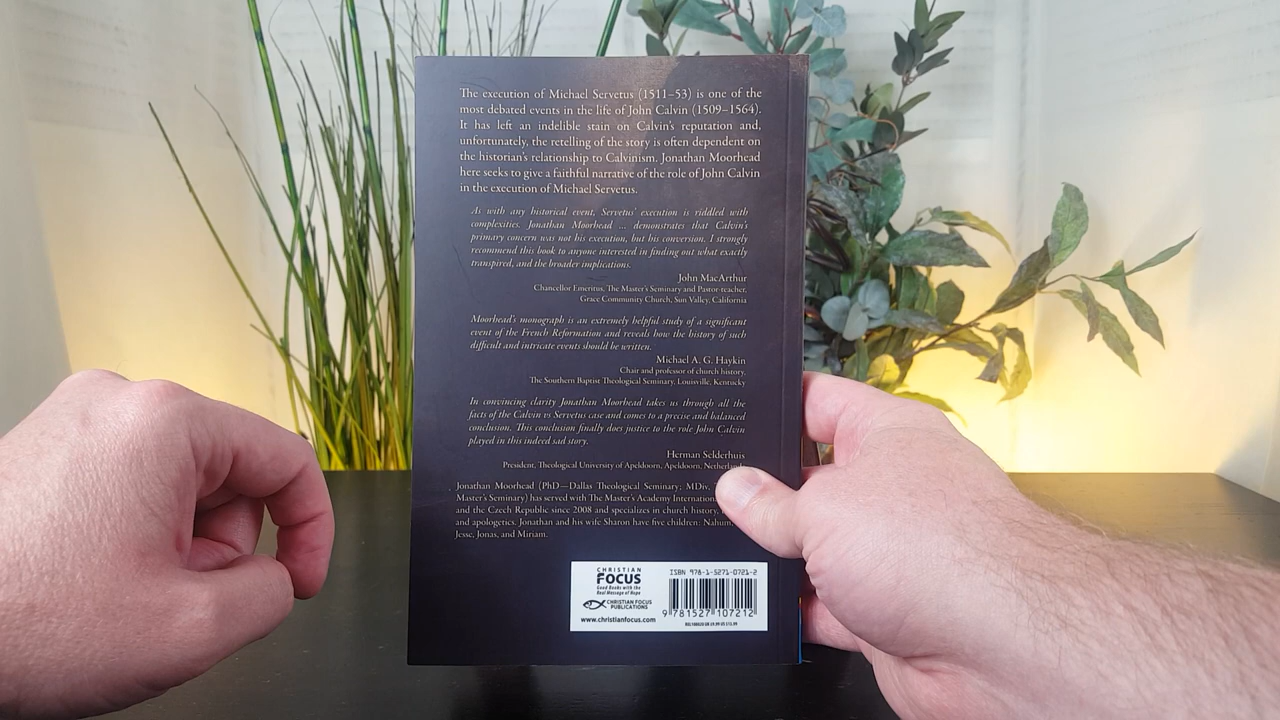 The execution of Michael Servetus (1511–53) is one of the
most debated events in the life of John Calvin (1509–1564).
It has left an indelible stain on Calvin's reputation and,
unfortunately, the retelling of the story is often dependent on
the historian's relationship to Calvinism. Jonathan Moorhead
here seeks to give a faithful narrative of the role of John Calvin
in the execution of Michael Servetus.
As with any historical event, Servetus' execution is riddled with
complexities. Jonathan Moorhead ... demonstrates that Calvin's
primary concern was not his execution, but his conversion. I strongly
recommend this book to anyone interested in finding out what exactly
transpired, and the broader implications.
John MacArthur
Chancellor Emeritus, The Master's Seminary and Pastor-teacher,
Grace Community Church, Sun Valley, California
Moorhead's monograph is an extremely helpful study of a significant
event of the French Reformation and reveals how the history of such
difficult and intricate events should be written.
Michael A. G. Haykin
Chair and professor of church history,
The Southern Baptist Theological Seminary, Louisville, Kentucky
In convincing clarity Jonathan Moorhead takes us through all the
facts of the Calvin vs Servetus case and comes to a precise and balanced
conclusion. This conclusion finally does justice to the role John Calvin
played in this indeed sad story.
Herman Selderhuis
President, Theological University of Apeldoorn, Apeldoorn,
Jonathan Moorhead (PhD—Dallas Theological Seminary; MDiv,
Master's Seminary) has served with The Master's Academy
and the Czech Republic since 2008 and specializes in church history,
and apologetics. Jonathan and his wife Sharon have five children: Nahum,
Jesse, Jonas, and Miriam.
CHRISTIAN
FOCUS
Good Books with the
Real Message of Hope
CHRISTIAN FOCUS
PUBLICATIONS
www.christianfocus.com
ISBN 978-1-5271-0721-2
9 781527 107212